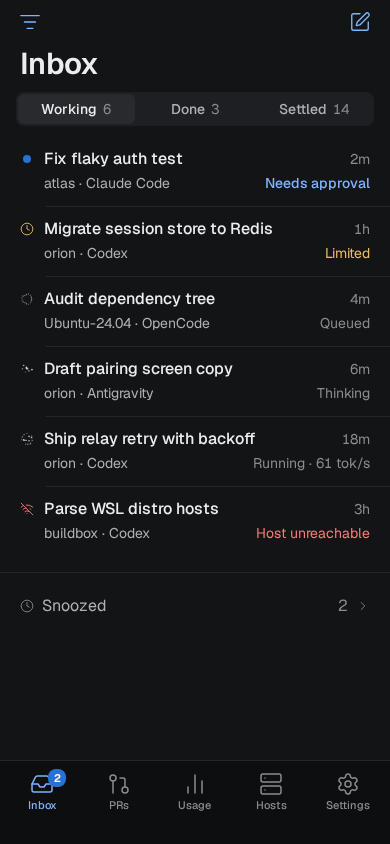 Inbox
Working 6 Done 3 Settled 14
Fix flaky auth test 2m
atlas · Claude Code Needs approval
Migrate session store to Redis 1h
orion · Codex Limited
Audit dependency tree 4m
Ubuntu-24.04 · OpenCode Queued
Draft pairing screen copy 6m
orion · Antigravity Thinking
Ship relay retry with backoff 18m
orion · Codex Running · 61 tok/s
Parse WSL distro hosts 3h
buildbox · Codex Host unreachable
Snoozed 2
2
Inbox PRs Usage Hosts Settings